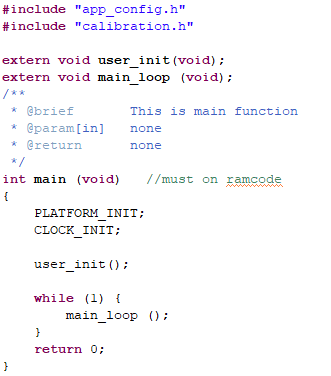 #include "app_config.h"
#include "calibration.h"

extern void user_init(void);
extern void main_loop (void);
/**
 * @brief		This is main function
 * @param[in]	none
 * @return      none
 */
int main (void)   //must on ramcode
{
    PLATFORM_INIT;
    CLOCK_INIT;

    user_init();

    while (1) {
        main_loop ();
    }
    return 0;
}